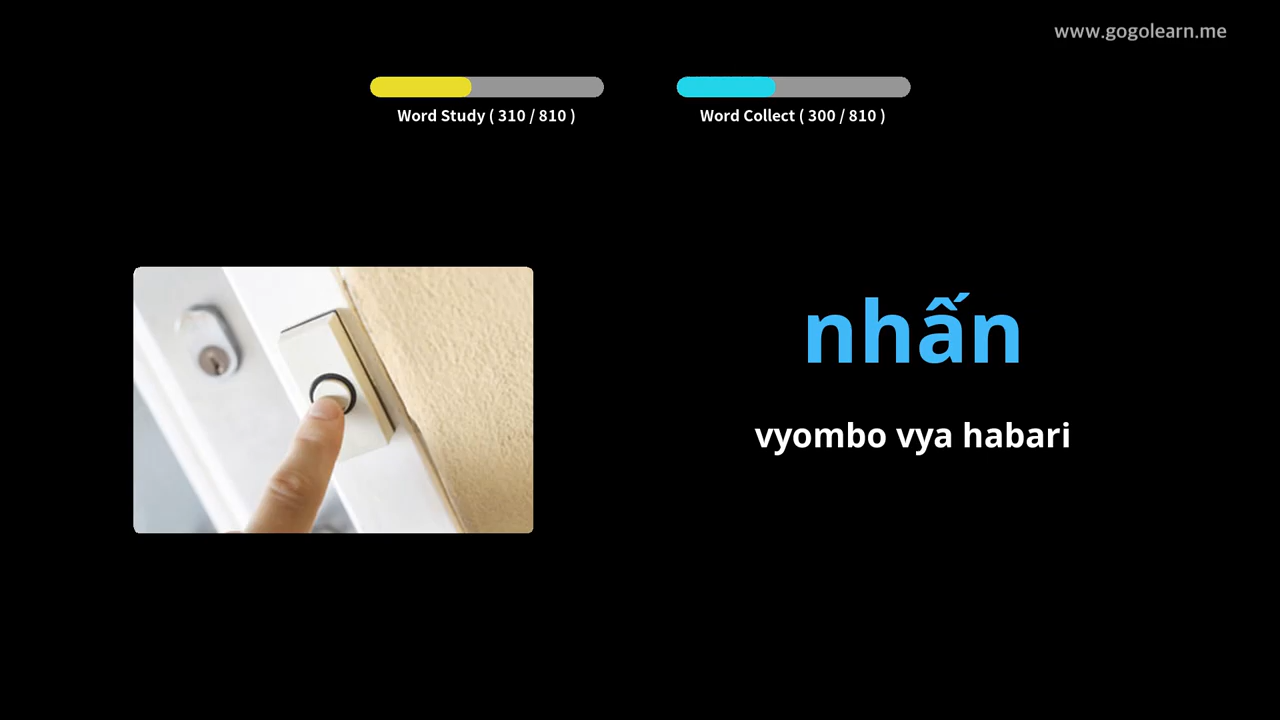 www.gogolearn.me
Word Study ( 310 / 810 )
Word Collect ( 300 / 810 )
nhấn
vyombo vya habari